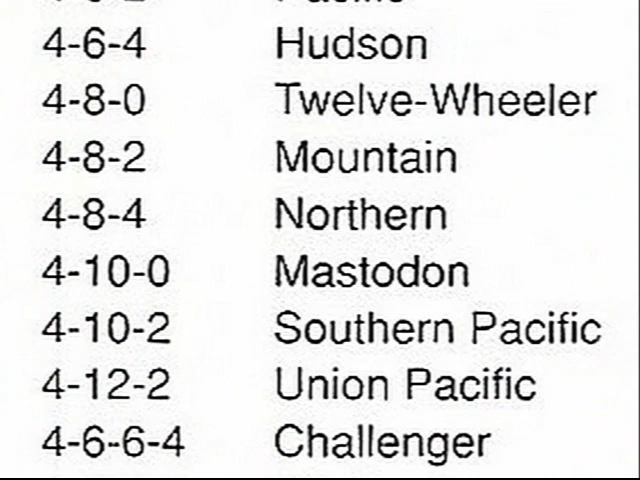 4-6-4 Hudson
4-8-0 Twelve-Wheeler
4-8-2 Mountain
4-8-4 Northern
4-10-0 Mastodon
4-10-2 Southern Pacific
4-12-2 Union Pacific
4-6-6-4 Challenger